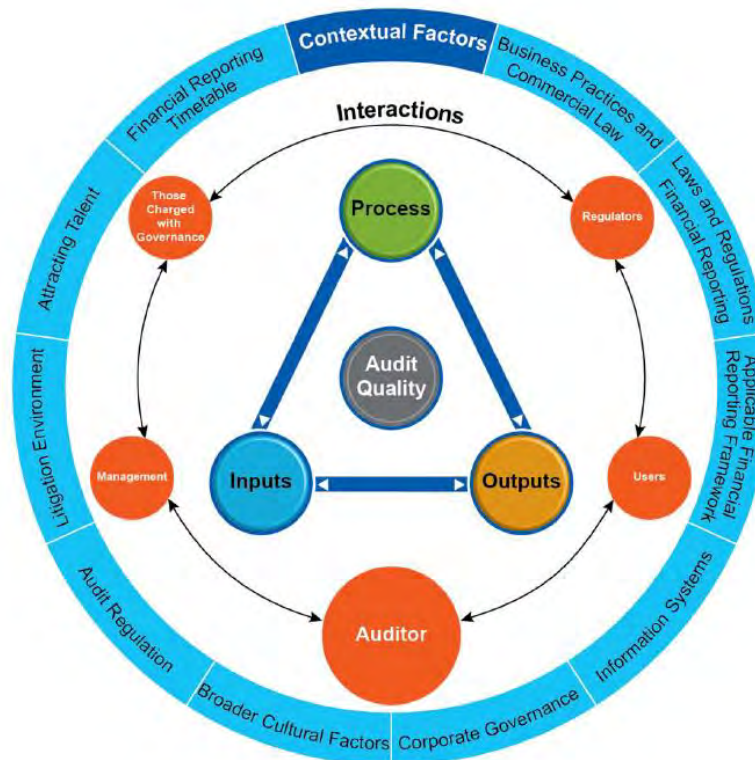 Contextual Factors
Business Practices and
Commercial Law
Laws and Regulations
Financial Reporting
Applicable Financial
Reporting Framework
Information Systems
Corporate Governance
Broader Cultural Factors
Audit Regulation
Litigation Environment
Attracting Talent
Financial Reporting
Timetable
Interactions
Those
Charged
with
Governance
Regulators
Process
Audit
Quality
Inputs
Outputs
Management
Users
Auditor